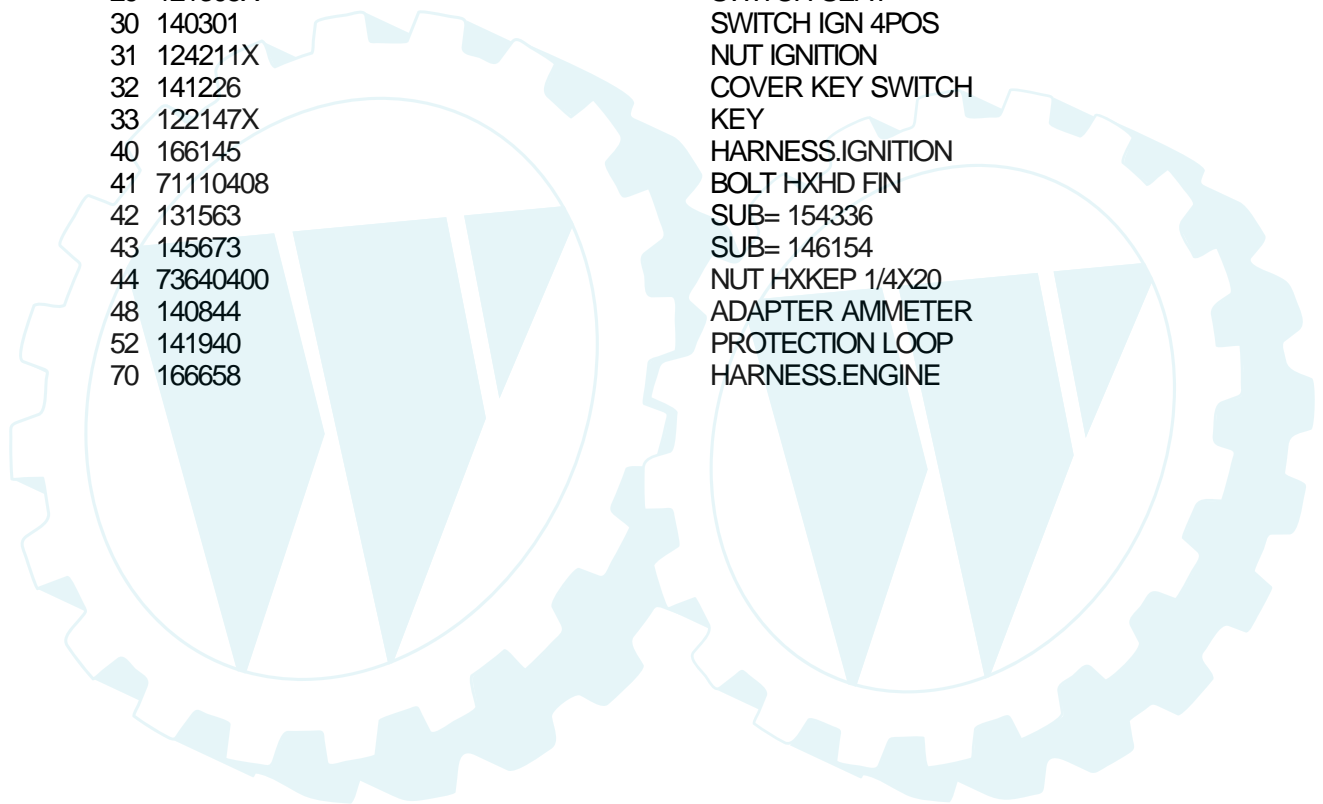 30 140301 SWITCH IGN 4POS
31 124211X NUT IGNITION
32 141226 COVER KEY SWITCH
33 122147X KEY
40 166145 HARNESS.IGNITION
41 71110408 BOLT HXHD FIN
42 131563 SUB= 154336
43 145673 SUB= 146154
44 73640400 NUT HXKEP 1/4X20
48 140844 ADAPTER AMMETER
52 141940 PROTECTION LOOP
70 166658 HARNESS.ENGINE